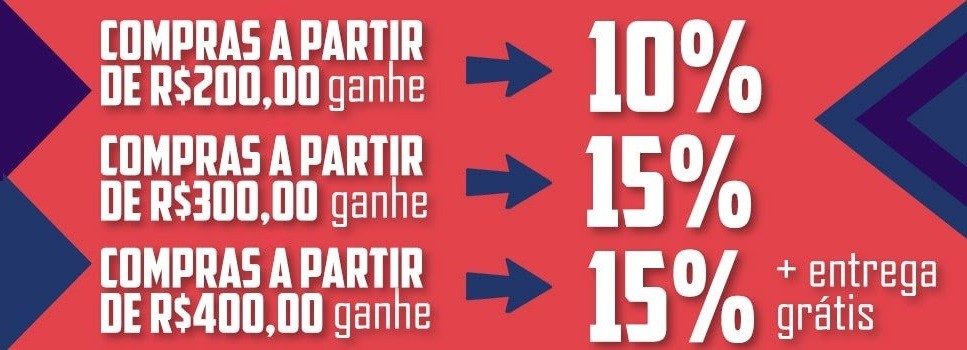 COMPRAS A PARTIR
DE R$200,00 ganhe
10%
COMPRAS A PARTIR
DE R$300,00 ganhe
15%
COMPRAS A PARTIR
DE R$400,00 ganhe
15%
+ entrega
grátis